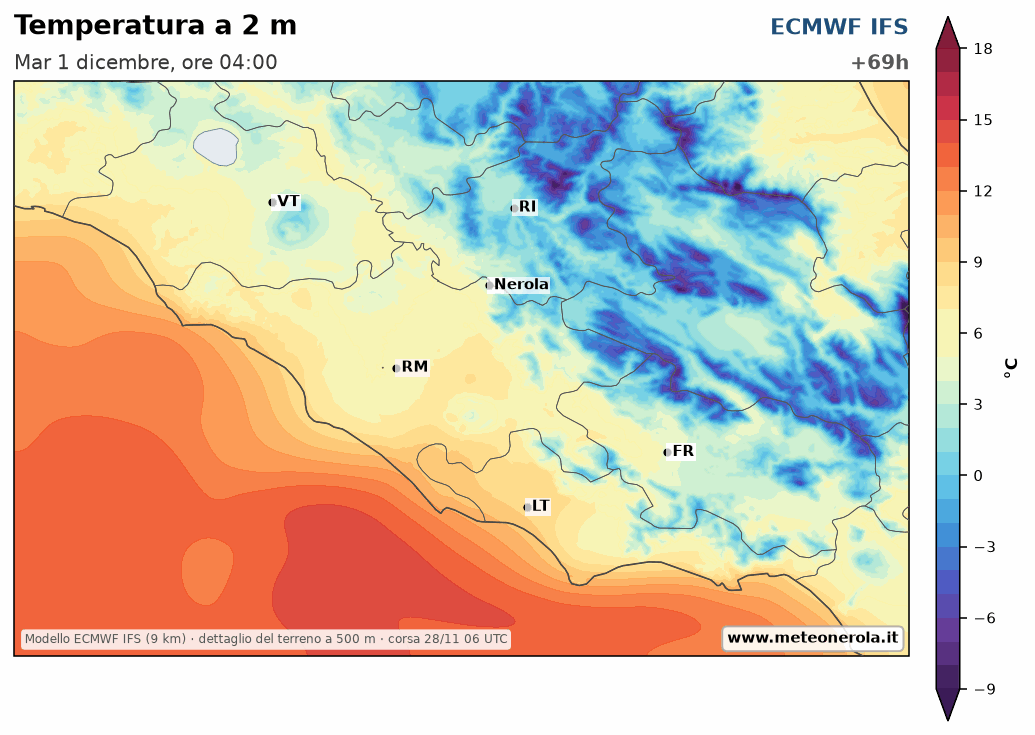 Temperatura a 2 m
ECMWF IFS
Mar 1 dicembre, ore 04:00
+69h
VT
RI
Nerola
RM
FR
LT
Modello ECMWF IFS (9 km) · dettaglio del terreno a 500 m · corsa 28/11 06 UTC
www.meteonerola.it
18
15
12
9
6
3
0
−3
−6
−9
°C